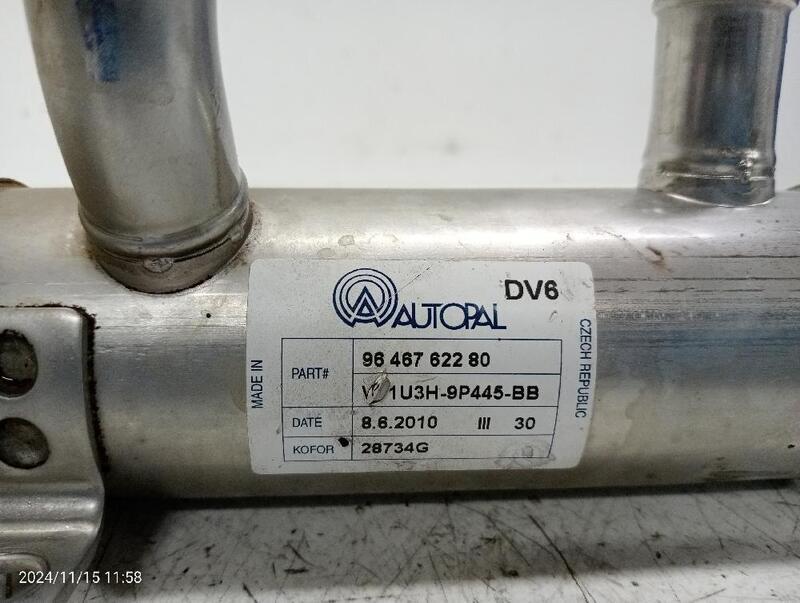 DV6
AUTOPAL
MADE IN
CZECH REPUBLIC
PART# 96 467 622 80
1U3H-9P445-BB
DATE 8.6.2010 III 30
KOFOR 28734G
2024/11/15 11:58